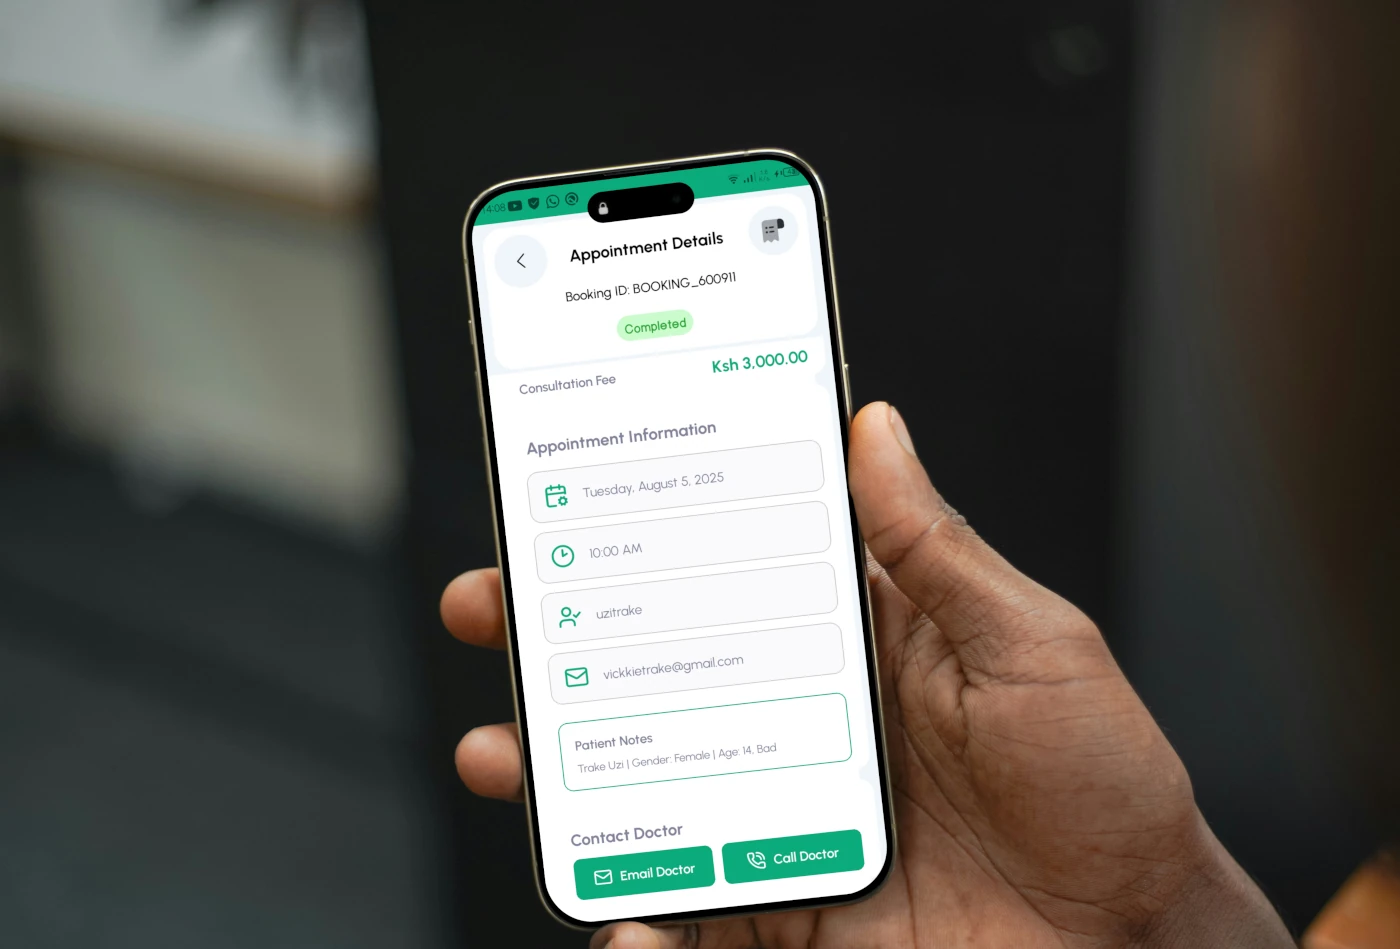 14:08
Appointment Details
Booking ID: BOOKING_600911
Completed
Consultation Fee
Ksh 3,000.00
Appointment Information
Tuesday, August 5, 2025
10:00 AM
uzitrake
vickkietrake@gmail.com
Patient Notes
Trake Uzi | Gender: Female | Age: 14, Bad
Contact Doctor
Email Doctor
Call Doctor